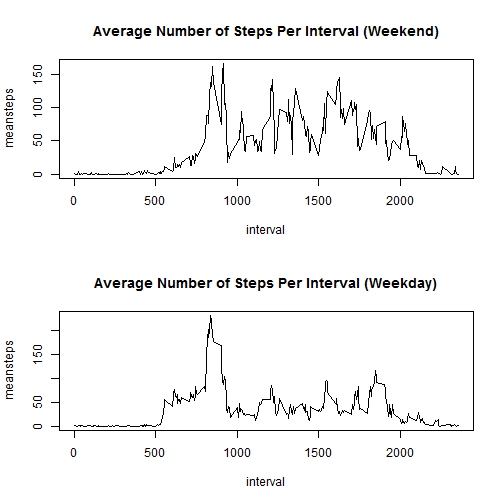 Average Number of Steps Per Interval (Weekend)
meansteps
150
100
50
0
0 500 1000 1500 2000
interval
Average Number of Steps Per Interval (Weekday)
meansteps
150
50
0
0 500 1000 1500 2000
interval